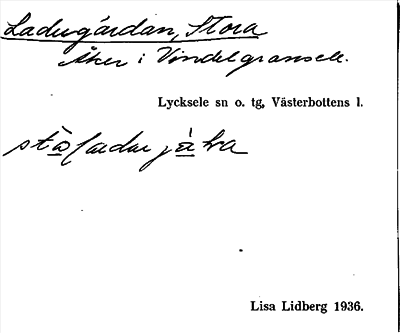 Ladugårdan, Stora
Åker i Vindelgransele.
Lycksele sn o. tg, Västerbottens l.
Lisa Lidberg 1936.